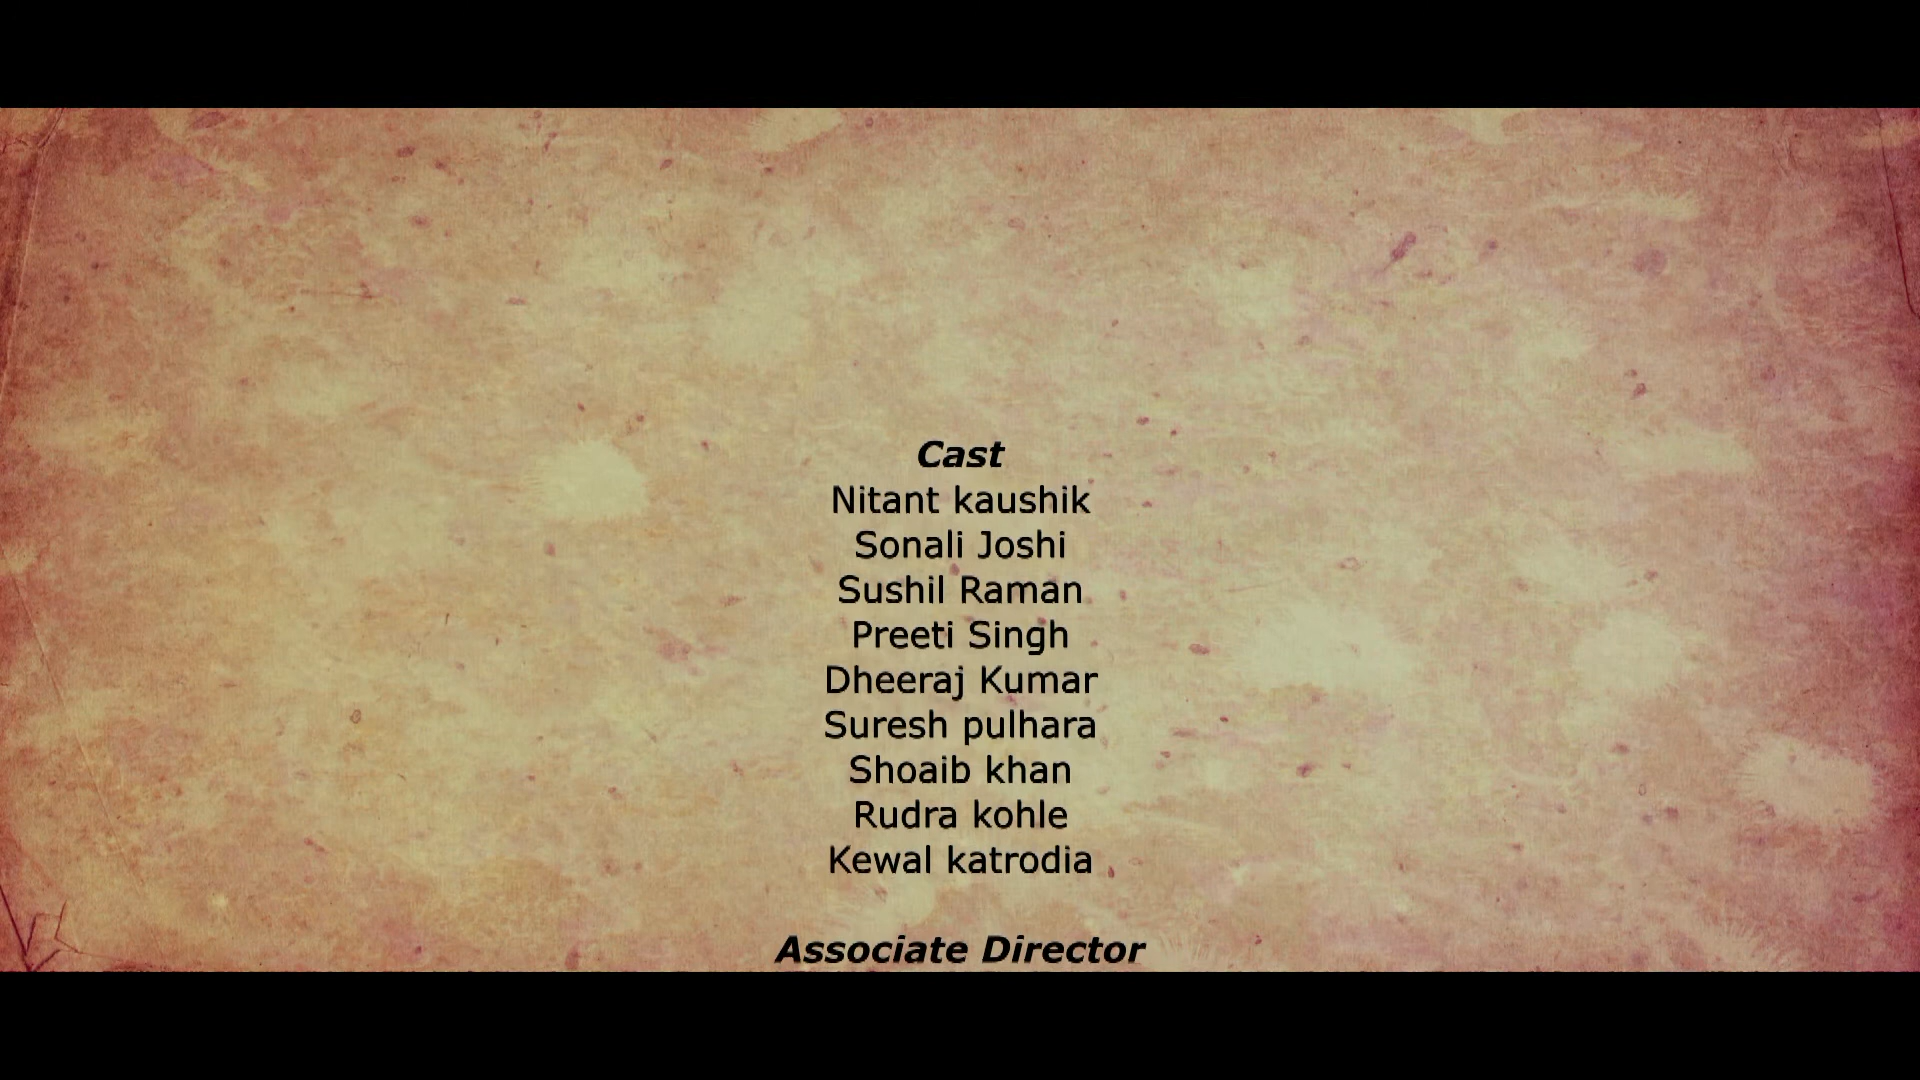 Cast
Nitant kaushik
Sonali Joshi
Sushil Raman
Preeti Singh
Dheeraj Kumar
Suresh pulhara
Shoaib khan
Rudra kohle
Kewal katrodia
Associate Director